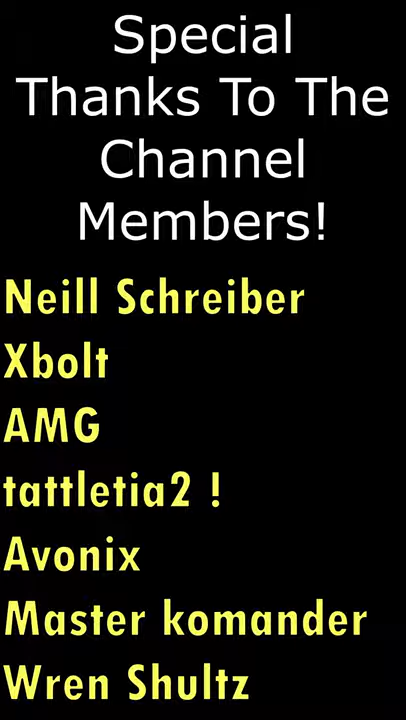 Special
Thanks To The
Channel
Members!
Neill Schreiber
Xbolt
AMG
tattletia2 !
Avonix
Master komander
Wren Shultz